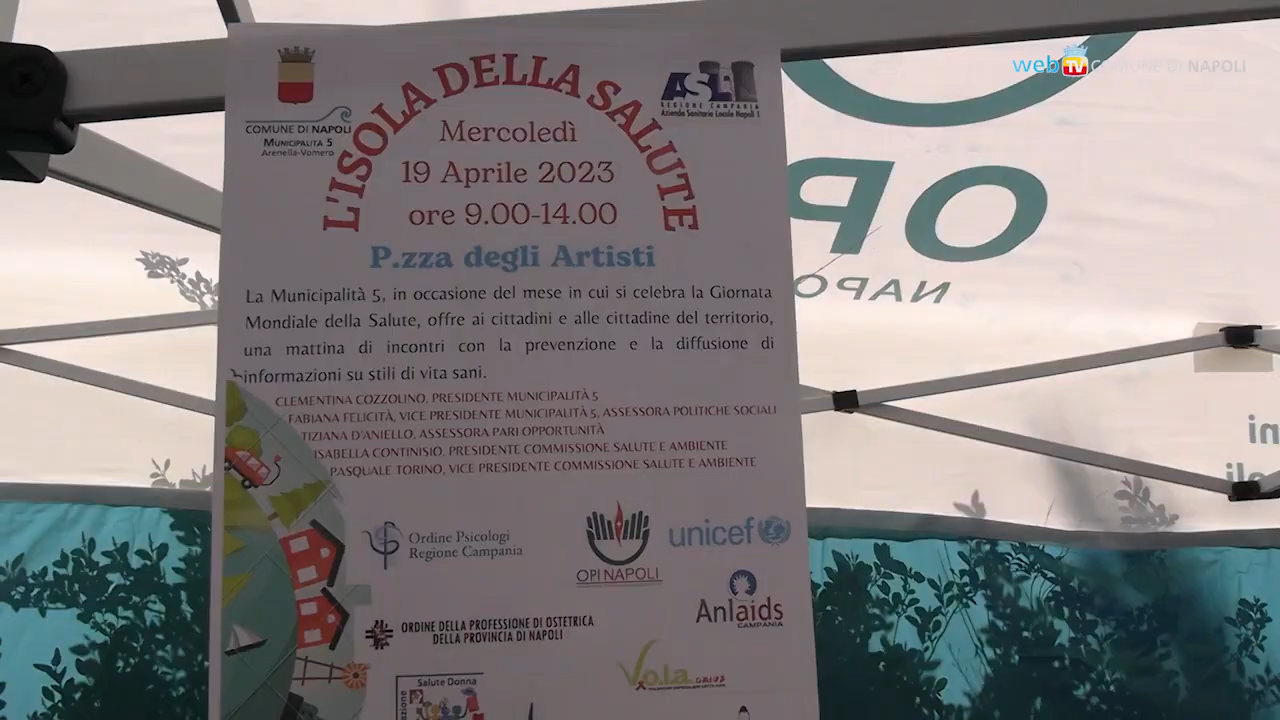 web TV COMUNE DI NAPOLI
COMUNE DI NAPOLI
MUNICIPALITÀ 5
Arenella-Vomero
L'ISOLA DELLA SALUTE
ASL
REGIONE CAMPANIA
Azienda Sanitaria Locale Napoli 1
Mercoledì
19 Aprile 2023
ore 9.00-14.00
P.zza degli Artisti
La Municipalità 5, in occasione del mese in cui si celebra la Giornata
Mondiale della Salute, offre ai cittadini e alle cittadine del territorio,
una mattina di incontri con la prevenzione e la diffusione di
informazioni su stili di vita sani.
CLEMENTINA COZZOLINO, PRESIDENTE MUNICIPALITÀ 5
FABIANA FELICITÀ, VICE PRESIDENTE MUNICIPALITÀ 5, ASSESSORA POLITICHE SOCIALI
TIZIANA D'ANIELLO, ASSESSORA PARI OPPORTUNITÀ
ISABELLA CONTINISIO, PRESIDENTE COMMISSIONE SALUTE E AMBIENTE
PASQUALE TORINO, VICE PRESIDENTE COMMISSIONE SALUTE E AMBIENTE
Ordine Psicologi
Regione Campania
OPI NAPOLI
unicef
Anlaids
CAMPANIA
ORDINE DELLA PROFESSIONE DI OSTETRICA
DELLA PROVINCIA DI NAPOLI
V.o.la.
ONLUS
Salute Donna
OP
NAPO